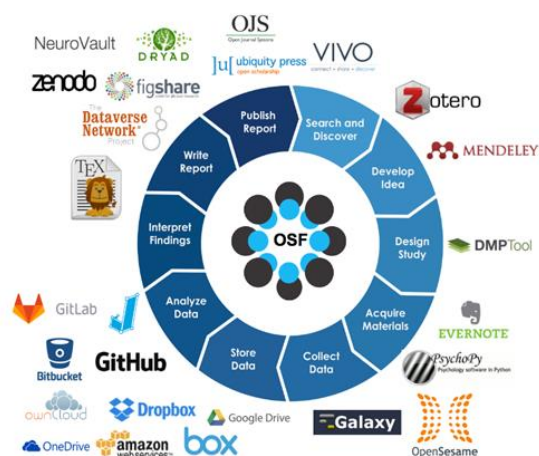 NeuroVault
DRYAD
OJS
Open Journal Systems
]u[ ubiquity press
open scholarship
VIVO
connect • share • discover
zenodo
figshare
The
Dataverse
Network
Project
TEX
zotero
MENDELEY
DMPTool
EVERNOTE
PsychoPy
Psychology software in Python
OpenSesame
Galaxy
Google Drive
box
Dropbox
amazon
webservices™
ownCloud
OneDrive
GitHub
Bitbucket
GitLab
Publish
Report
Search and
Discover
Develop
Idea
Design
Study
Acquire
Materials
Collect
Data
Store
Data
Analyze
Data
Interpret
Findings
Write
Report
OSF